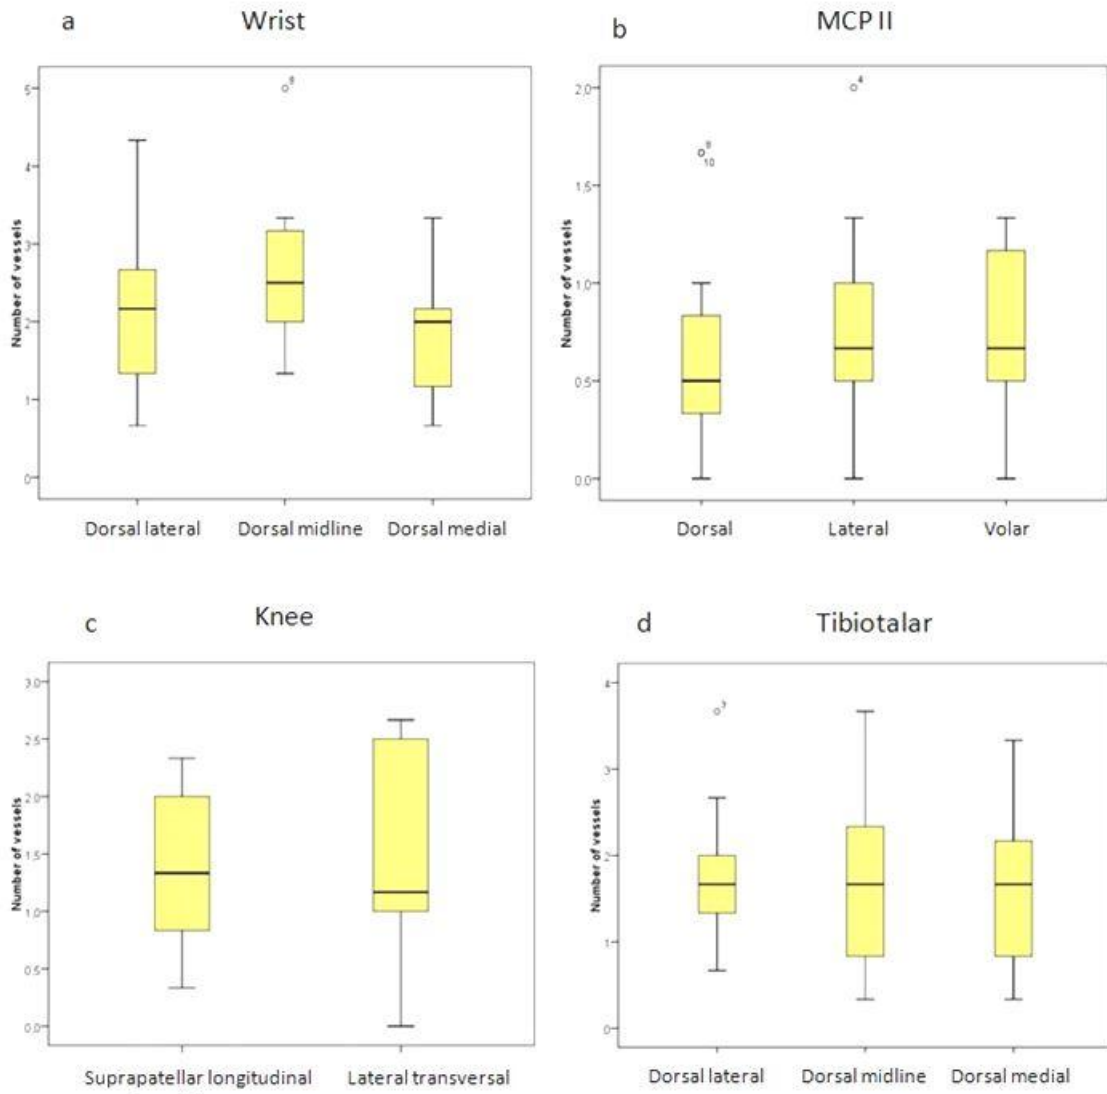 a Wrist
5
4
3
2
1
0
Number of vessels
9
Dorsal lateral Dorsal midline Dorsal medial
b MCP II
2.0
1.5
1.0
0.5
0.0
Number of vessels
4
10
Dorsal Lateral Volar
c Knee
3.0
2.5
2.0
1.5
1.0
0.5
0.0
Number of vessels
Suprapatellar longitudinal Lateral transversal
d Tibiotalar
4
3
2
1
0
Number of vessels
Dorsal lateral Dorsal midline Dorsal medial